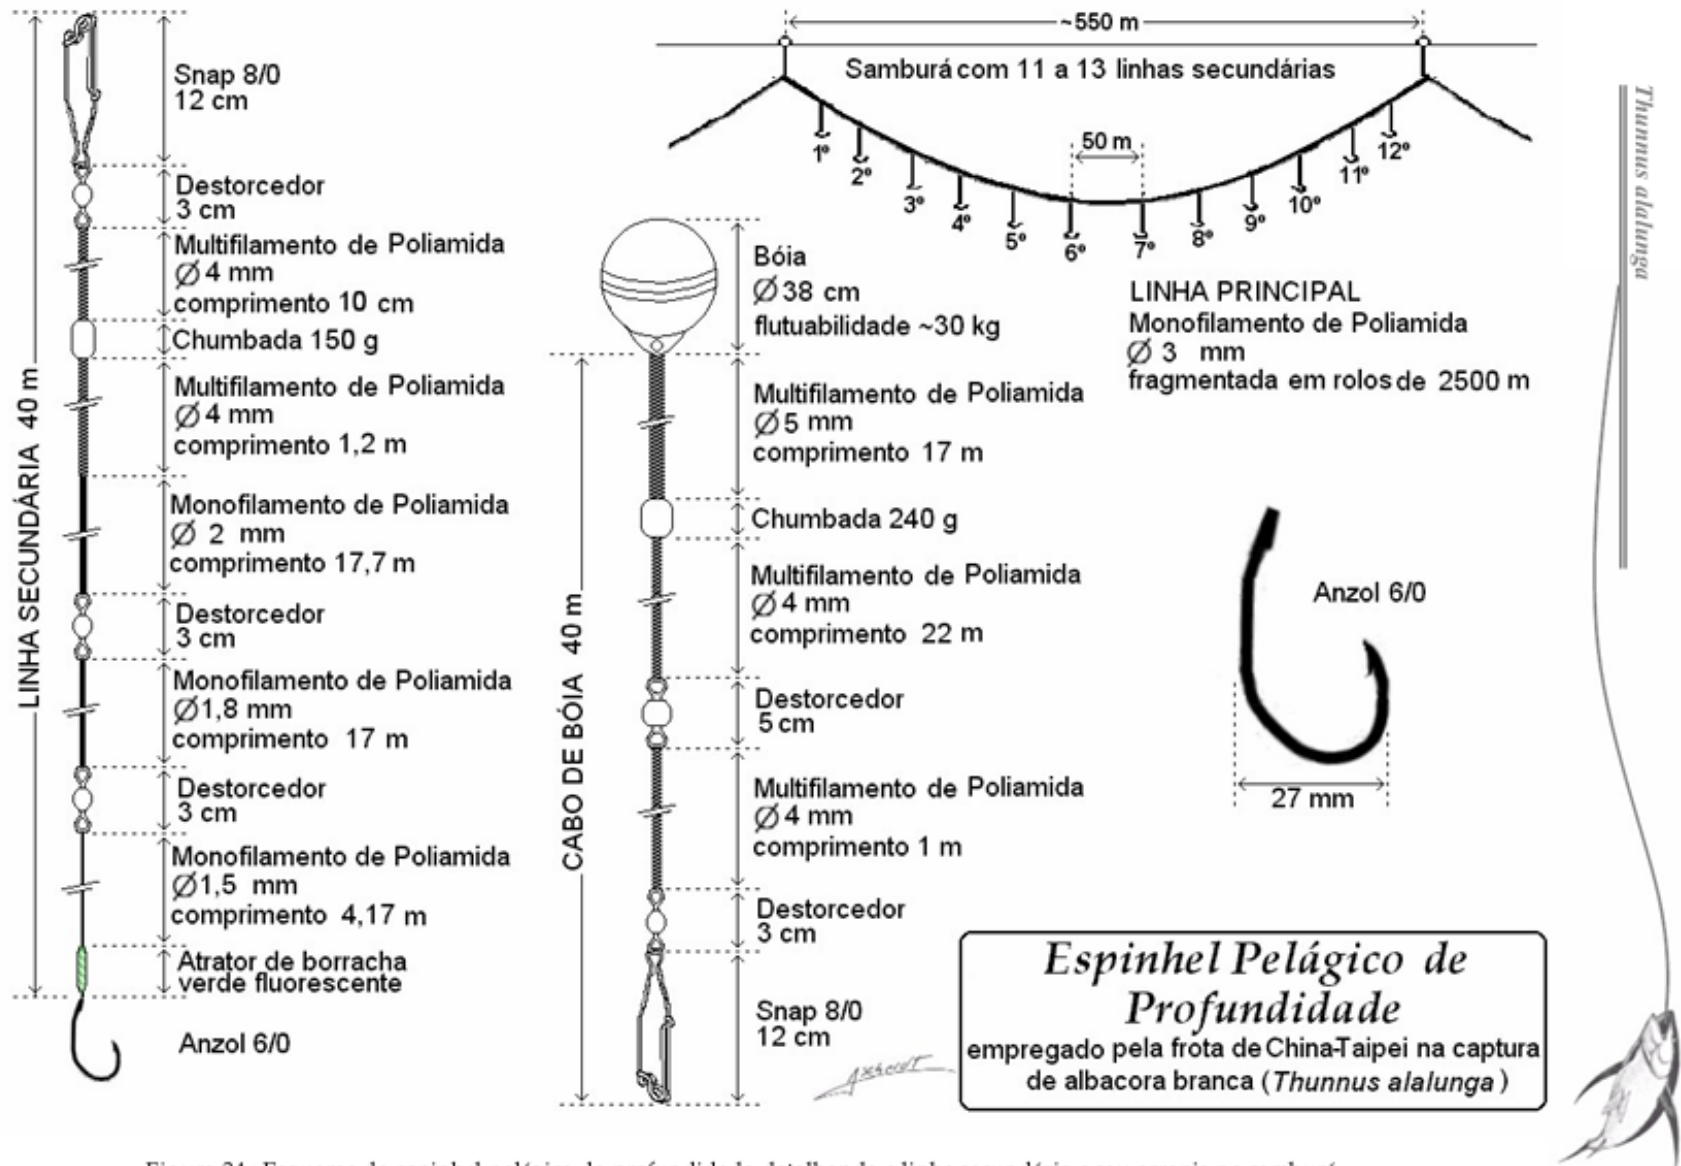 LINHA SECUNDÁRIA 40 m
Snap 8/0
12 cm
Destorcedor
3 cm
Multifilamento de Poliamida
Ø 4 mm
comprimento 10 cm
Chumbada 150 g
Multifilamento de Poliamida
Ø 4 mm
comprimento 1,2 m
Monofilamento de Poliamida
Ø 2 mm
comprimento 17,7 m
Destorcedor
3 cm
Monofilamento de Poliamida
Ø 1,8 mm
comprimento 17 m
Destorcedor
3 cm
Monofilamento de Poliamida
Ø 1,5 mm
comprimento 4,17 m
Atrator de borracha
verde fluorescente
Anzol 6/0
~550 m
Samburá com 11 a 13 linhas secundárias
50 m
1º
2º
3º
4º
5º
6º
7º
8º
9º
10º
11º
12º
CABO DE BÓIA 40 m
Bóia
Ø 38 cm
flutuabilidade ~30 kg
Multifilamento de Poliamida
Ø 5 mm
comprimento 17 m
Chumbada 240 g
Multifilamento de Poliamida
Ø 4 mm
comprimento 22 m
Destorcedor
5 cm
Multifilamento de Poliamida
Ø 4 mm
comprimento 1 m
Destorcedor
3 cm
Snap 8/0
12 cm
LINHA PRINCIPAL
Monofilamento de Poliamida
Ø 3 mm
fragmentada em rolos de 2500 m
Anzol 6/0
27 mm
Espinhel Pelágico de
Profundidade
empregado pela frota de China-Taipei na captura
de albacora branca (Thunnus alalunga)
Thunnus alalunga